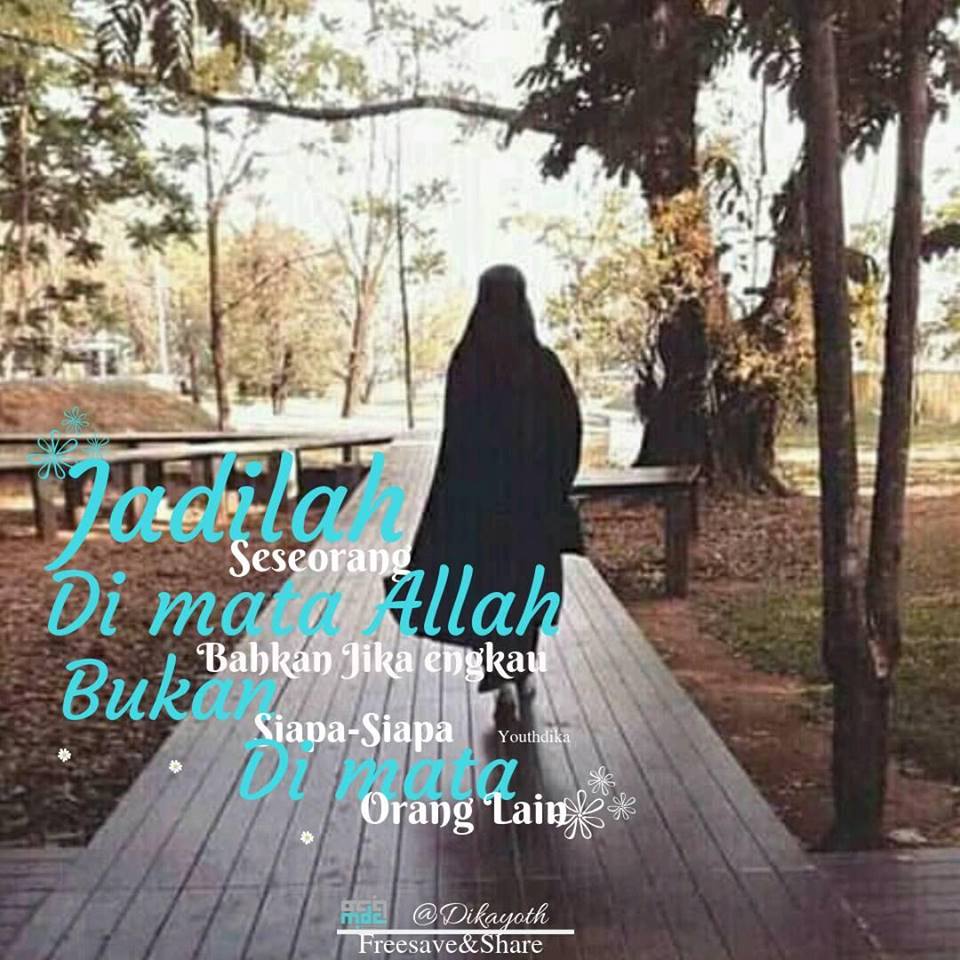 Jadilah
Seseorang
Di mata Allah
Bahkan Jika engkau
Bukan
Siapa-Siapa
Youthdika
Di mata
Orang Lain
mdc
@Dikayoth
Freesave&Share